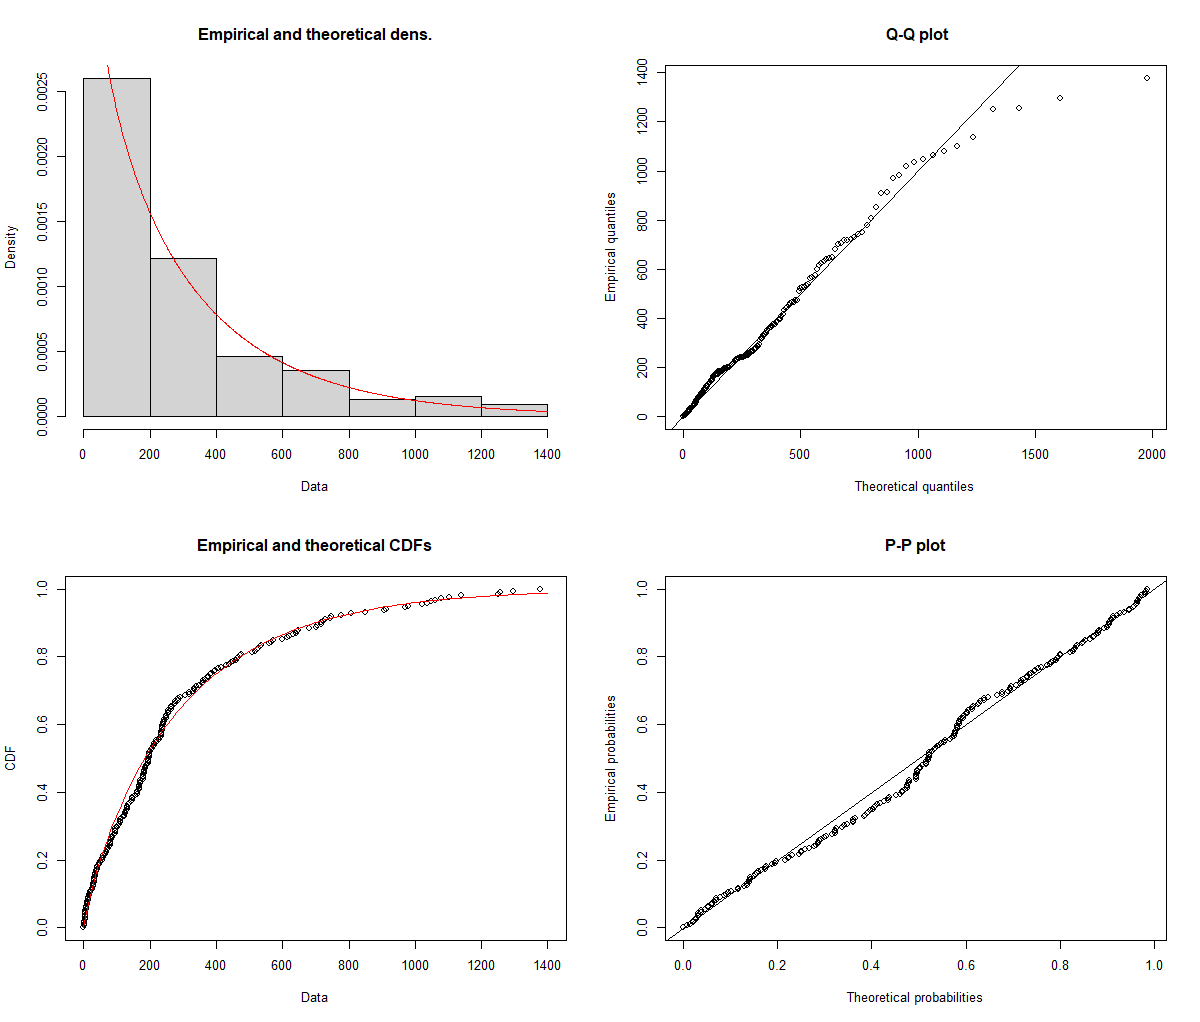 Empirical and theoretical dens.
Density
0.0000 0.0005 0.0010 0.0015 0.0020 0.0025
0 200 400 600 800 1000 1200 1400
Data
Q-Q plot
Empirical quantiles
0 200 400 600 800 1000 1200 1400
0 500 1000 1500 2000
Theoretical quantiles
Empirical and theoretical CDFs
CDF
0.0 0.2 0.4 0.6 0.8 1.0
0 200 400 600 800 1000 1200 1400
Data
P-P plot
Empirical probabilities
0.0 0.2 0.4 0.6 0.8 1.0
0.0 0.2 0.4 0.6 0.8 1.0
Theoretical probabilities